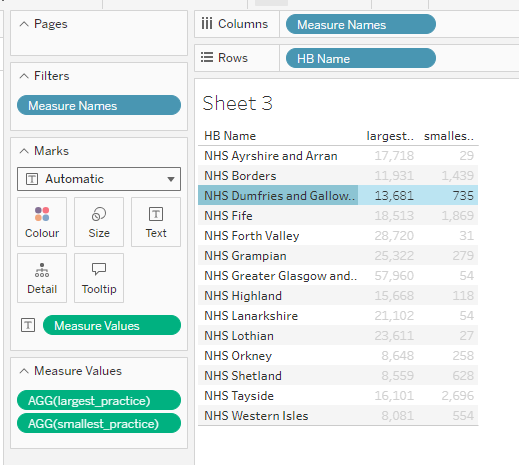 Pages
Columns
Measure Names
Rows
HB Name
Filters
Measure Names
Marks
Automatic
Colour
Size
Text
Detail
Tooltip
Measure Values
Measure Values
AGG(largest_practice)
AGG(smallest_practice)
Sheet 3
HB Name largest.. smalles..
NHS Ayrshire and Arran 17,718 29
NHS Borders 11,931 1,439
NHS Dumfries and Gallow.. 13,681 735
NHS Fife 18,513 1,869
NHS Forth Valley 28,720 31
NHS Grampian 25,322 279
NHS Greater Glasgow and.. 57,960 54
NHS Highland 15,668 118
NHS Lanarkshire 21,102 54
NHS Lothian 23,611 27
NHS Orkney 8,648 258
NHS Shetland 8,559 628
NHS Tayside 16,101 2,696
NHS Western Isles 8,081 554